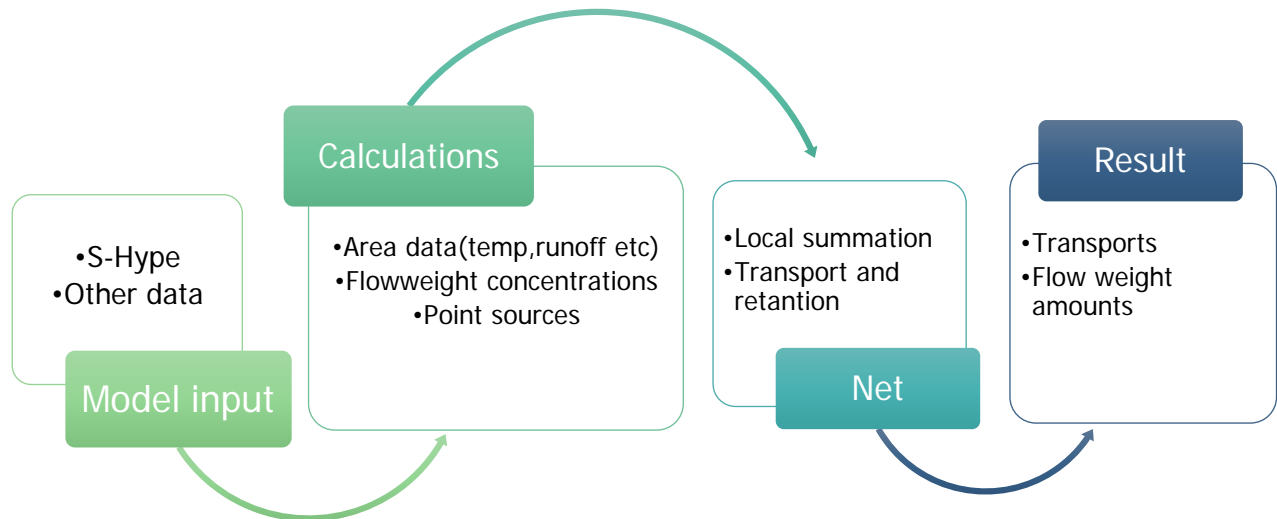 •S-Hype
•Other data
Model input
Calculations
•Area data(temp,runoff etc)
•Flowweight concentrations
•Point sources
•Local summation
•Transport and
retantion
Net
Result
•Transports
•Flow weight
amounts